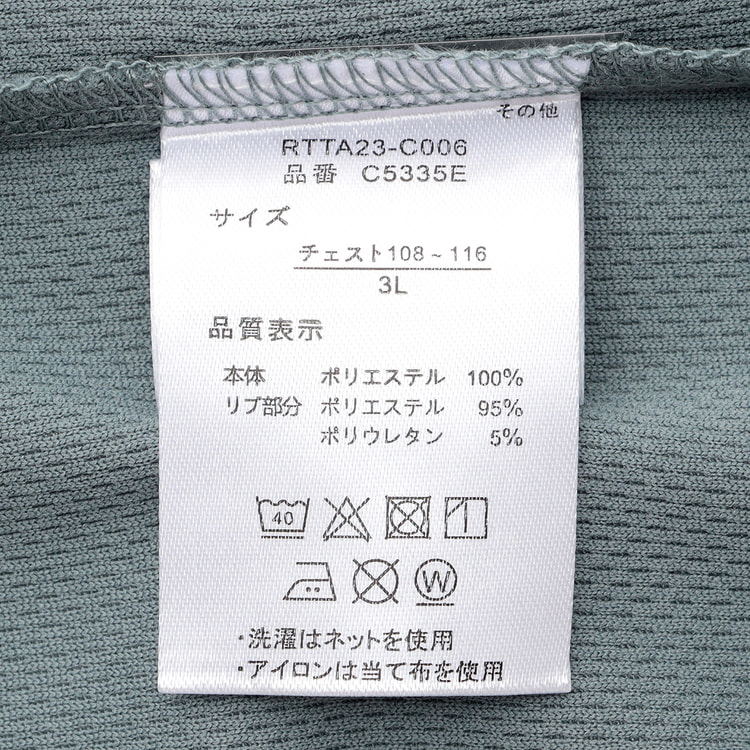 その他
RTTA23-C006
品番 C5335E
サイズ
チェスト108~116
3L
品質表示
本体 ポリエステル 100%
リブ部分 ポリエステル 95%
ポリウレタン 5%
40
W
・洗濯はネットを使用
・アイロンは当て布を使用